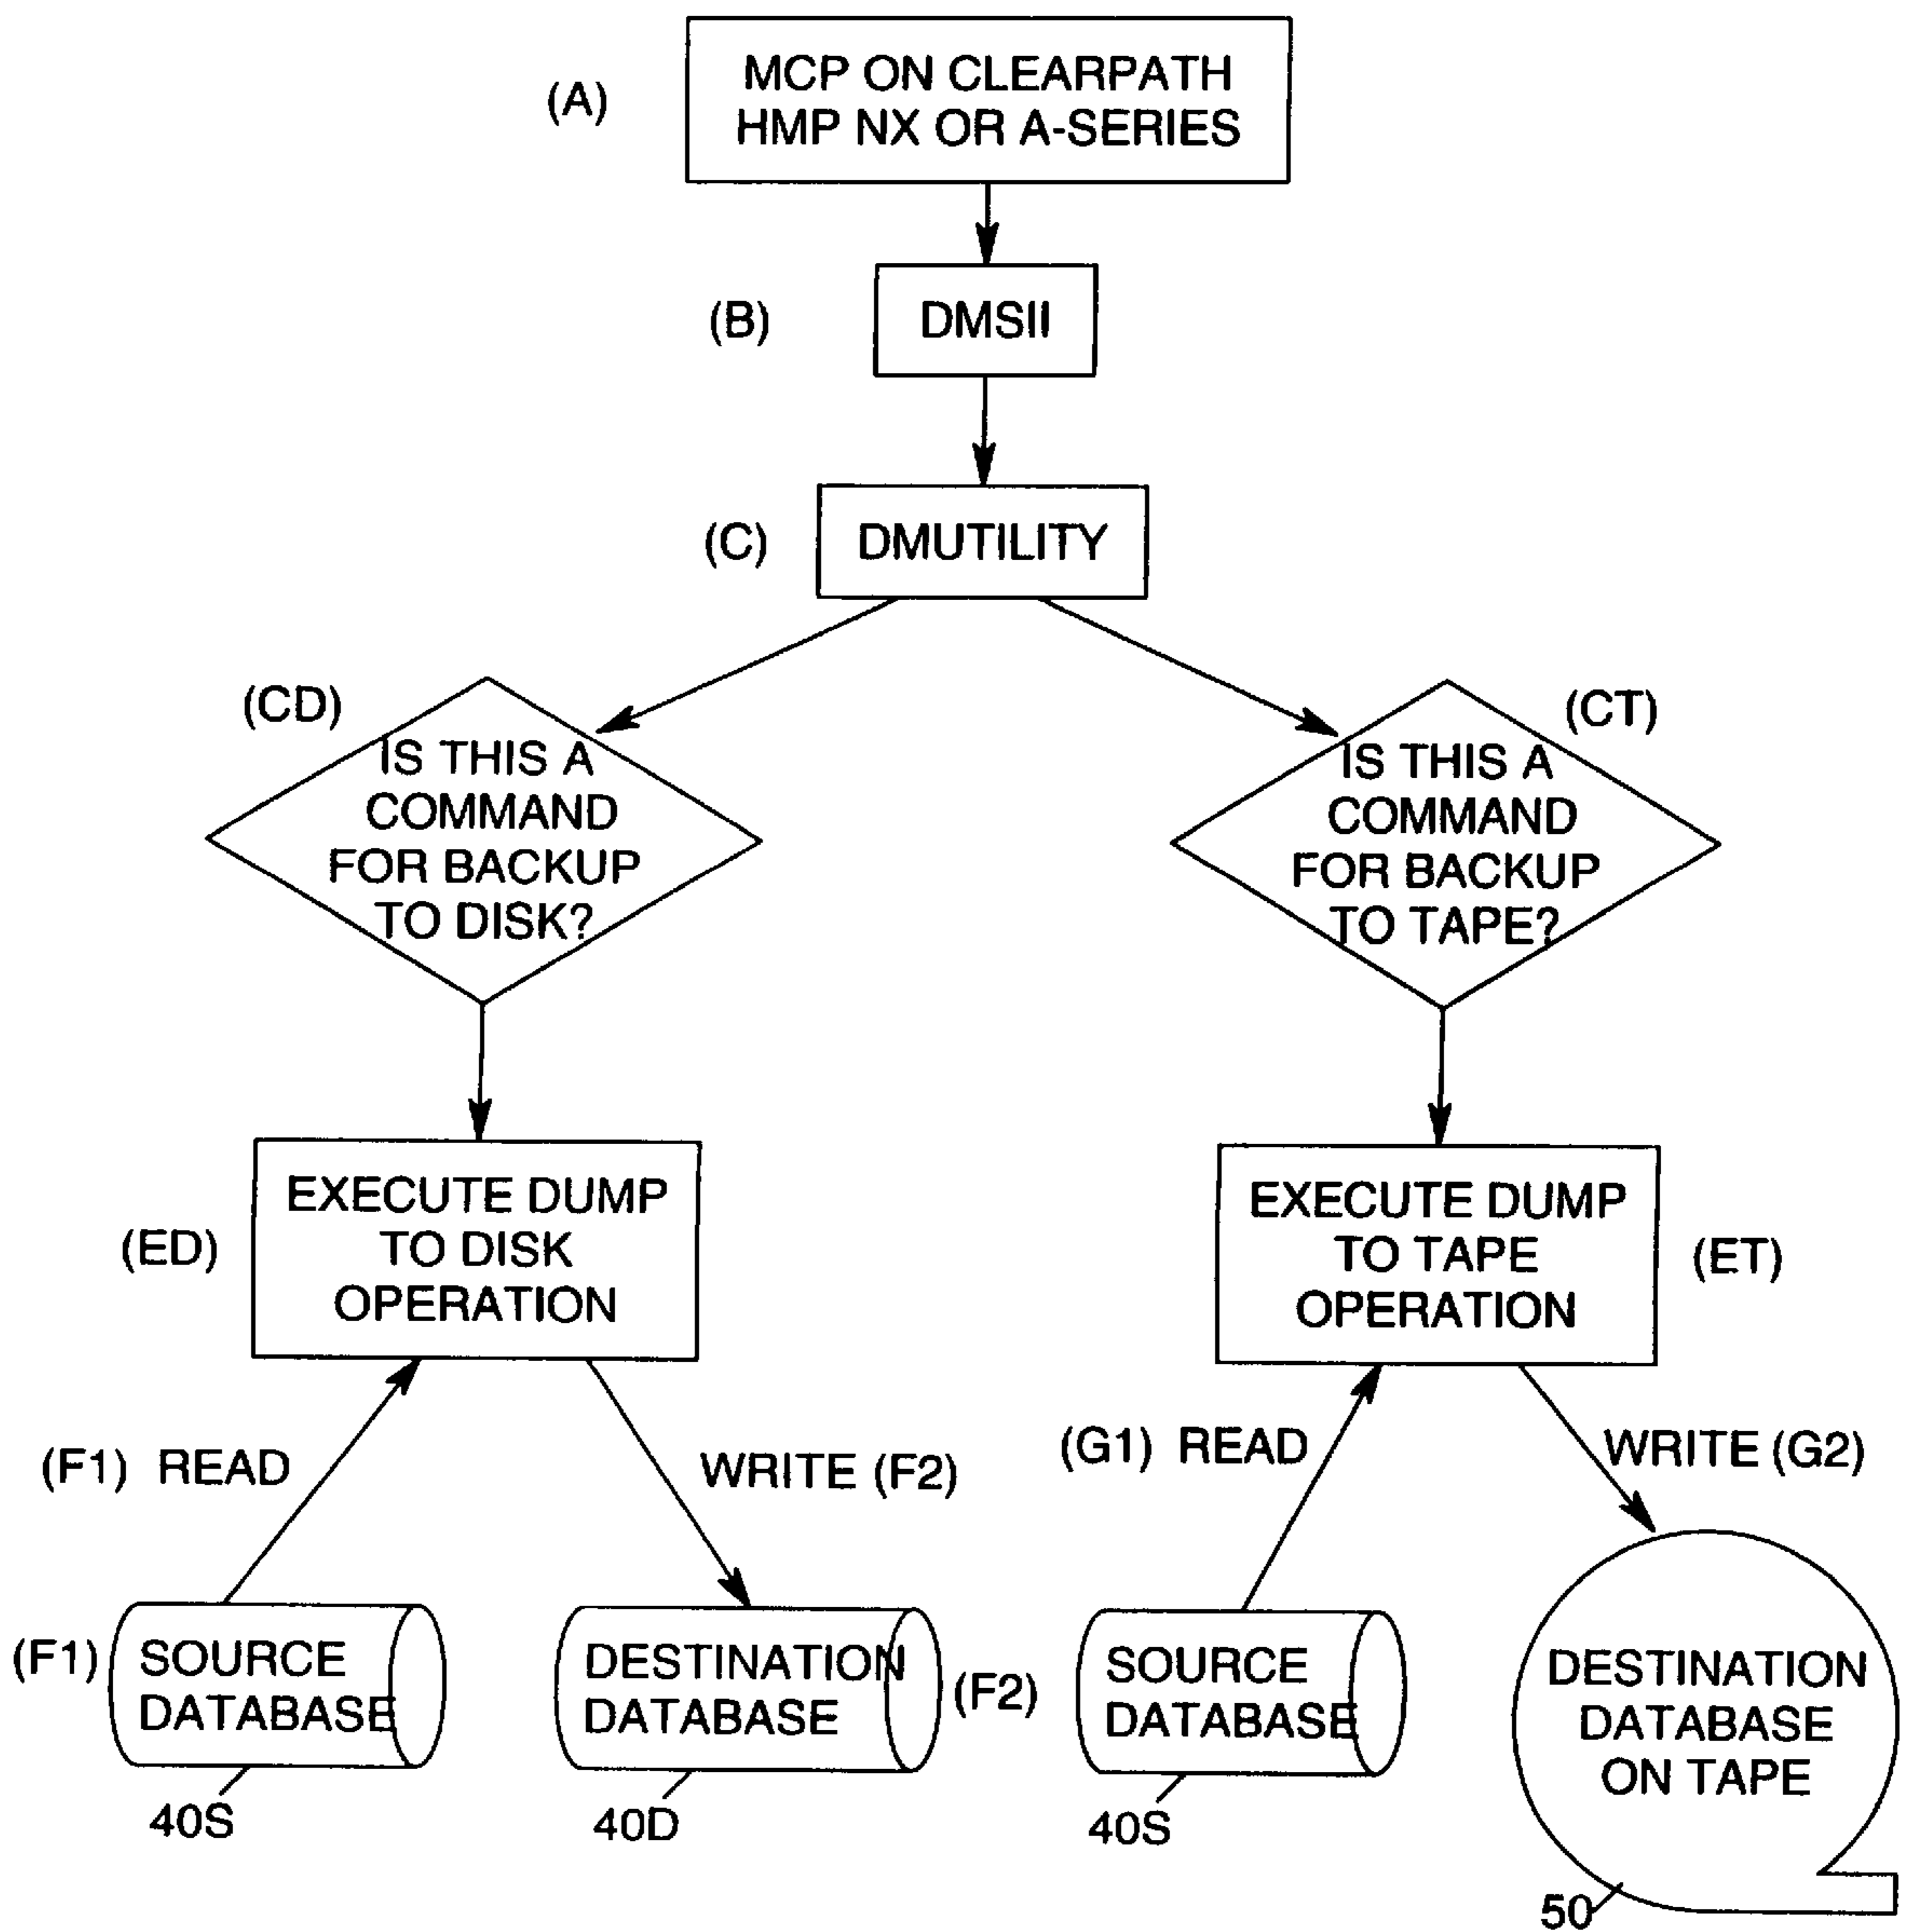 (A)
MCP ON CLEARPATH
HMP NX OR A-SERIES
(B)
DMSII
(C)
DMUTILITY
(CD)
IS THIS A
COMMAND
FOR BACKUP
TO DISK?
(CT)
IS THIS A
COMMAND
FOR BACKUP
TO TAPE?
(ED)
EXECUTE DUMP
TO DISK
OPERATION
EXECUTE DUMP
TO TAPE
OPERATION
(ET)
(F1) READ
WRITE (F2)
(G1) READ
WRITE (G2)
(F1)
SOURCE
DATABASE
40S
DESTINATION
DATABASE
(F2)
40D
SOURCE
DATABASE
40S
DESTINATION
DATABASE
ON TAPE
50